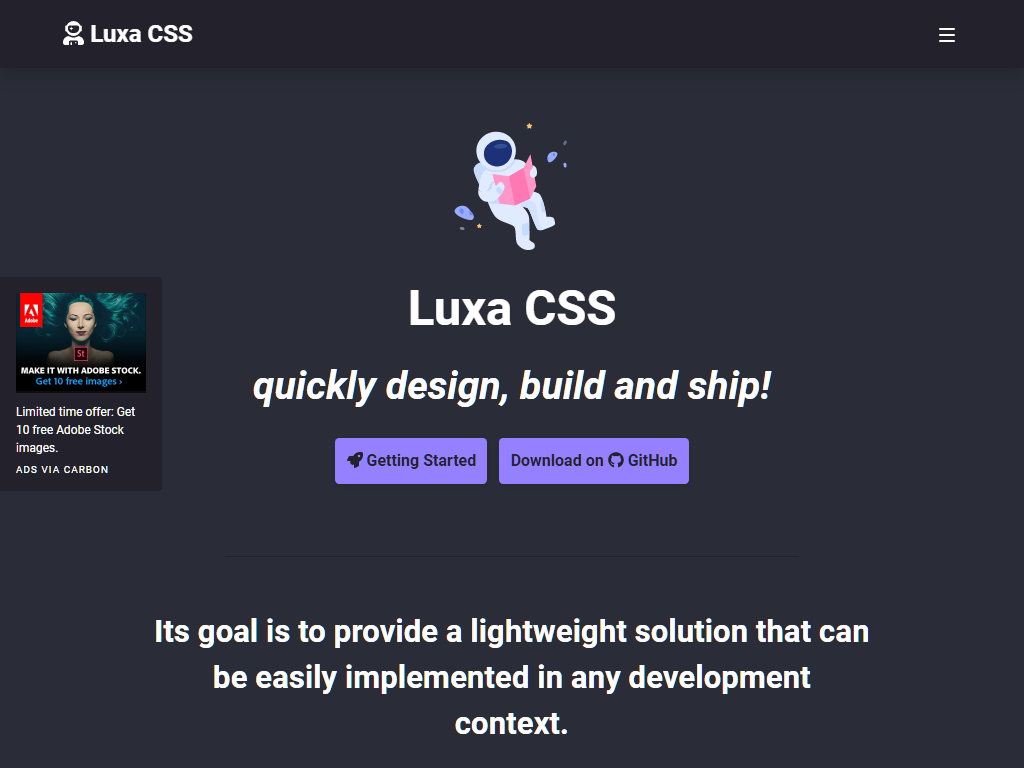 Luxa CSS
Luxa CSS
quickly design, build and ship!
Getting Started
Download on GitHub
Adobe
St
MAKE IT WITH ADOBE STOCK.
Get 10 free images ›
Limited time offer: Get
10 free Adobe Stock
images.
ADS VIA CARBON
Its goal is to provide a lightweight solution that can
be easily implemented in any development
context.